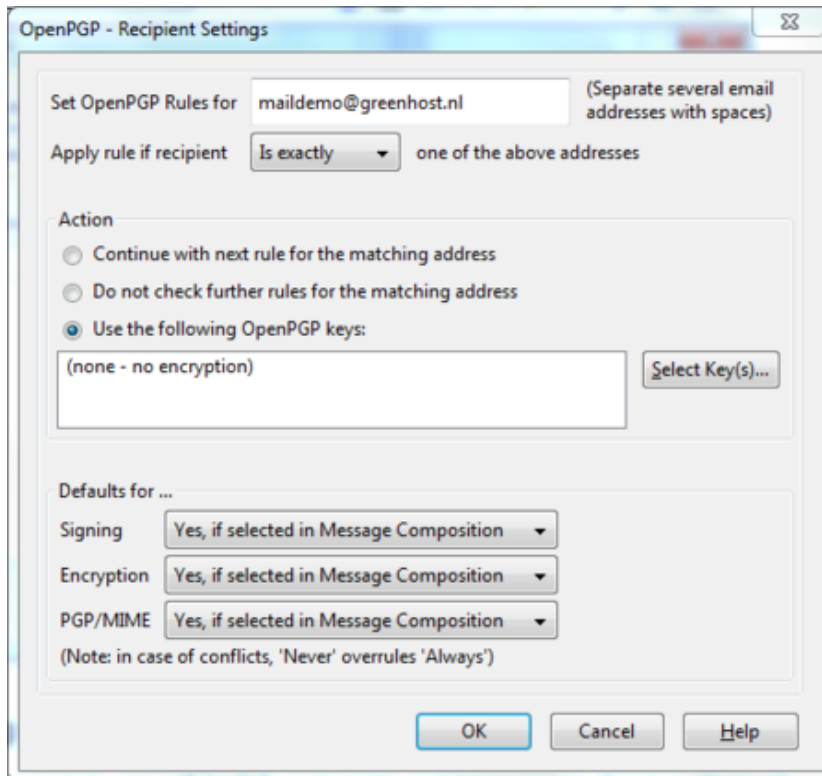 OpenPGP - Recipient Settings
Set OpenPGP Rules for maildemo@greenhost.nl (Separate several email
addresses with spaces)
Apply rule if recipient Is exactly one of the above addresses
Action
Continue with next rule for the matching address
Do not check further rules for the matching address
Use the following OpenPGP keys:
(none - no encryption)
Select Key(s)...
Defaults for ...
Signing Yes, if selected in Message Composition
Encryption Yes, if selected in Message Composition
PGP/MIME Yes, if selected in Message Composition
(Note: in case of conflicts, 'Never' overrules 'Always')
OK Cancel Help